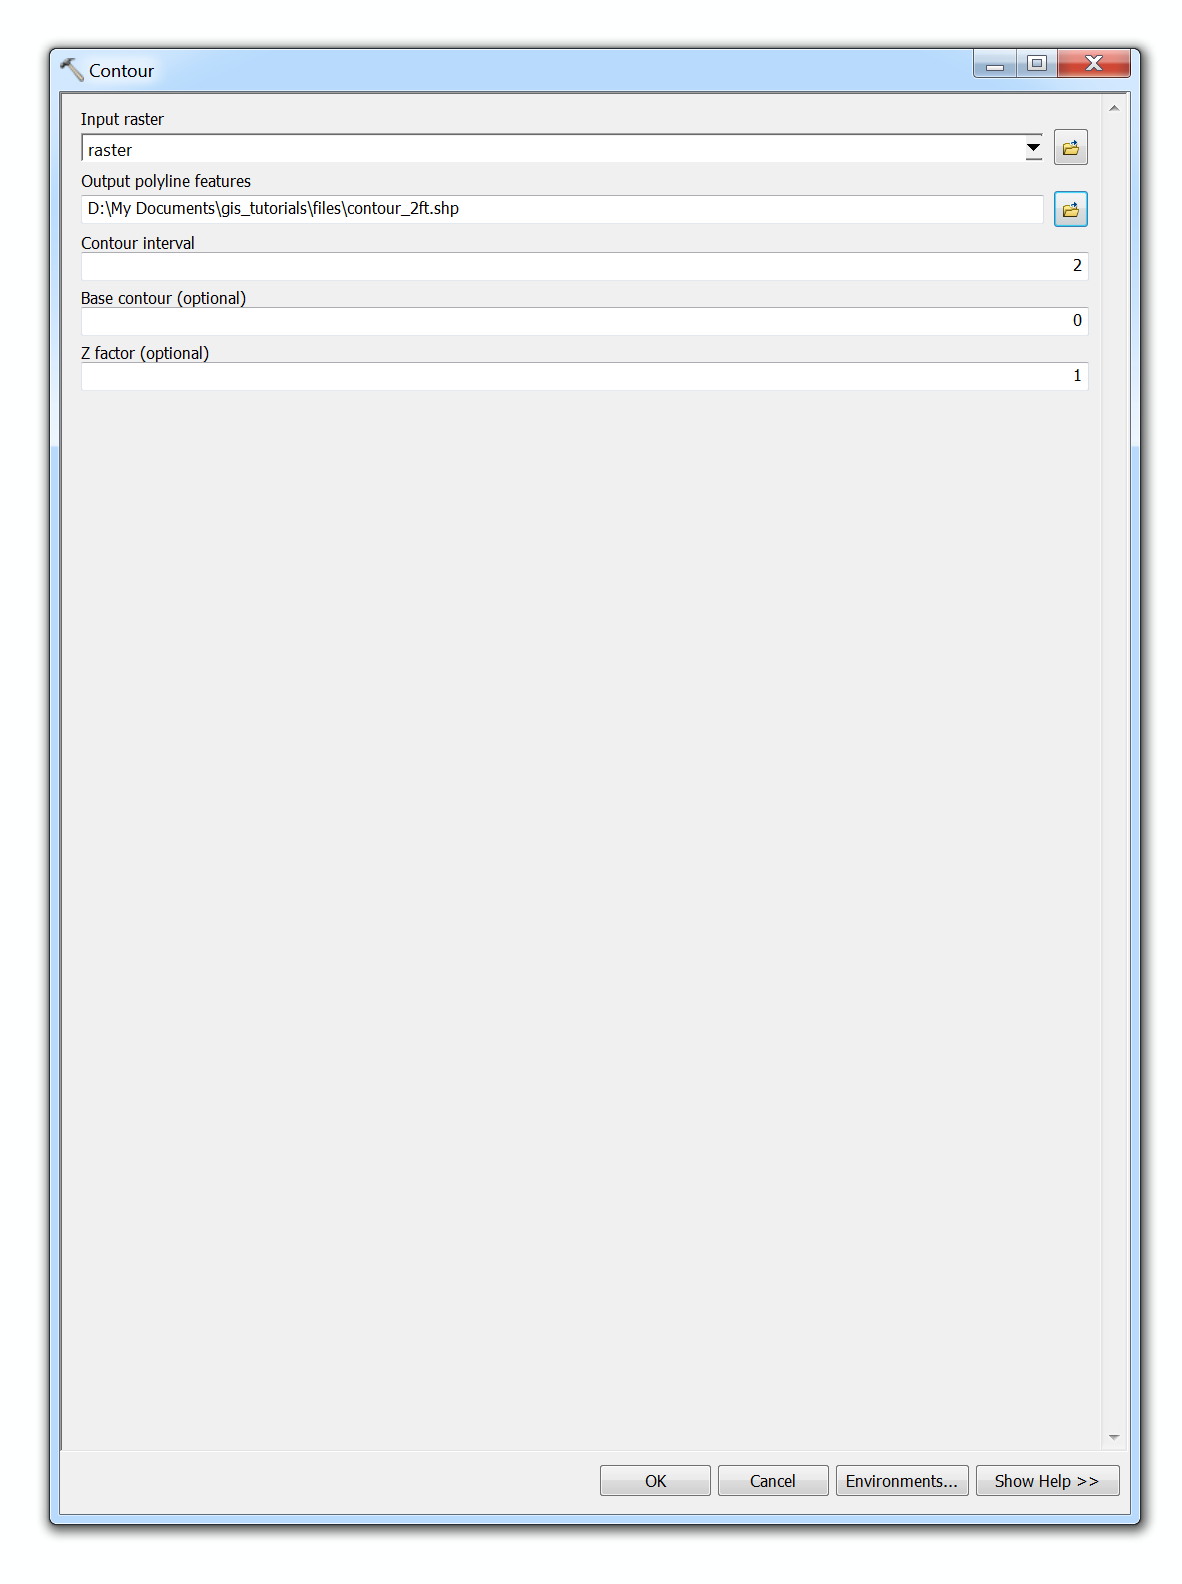 Contour
Input raster
raster
Output polyline features
D:\My Documents\gis_tutorials\files\contour_2ft.shp
Contour interval
2
Base contour (optional)
0
Z factor (optional)
1
OK Cancel Environments... Show Help >>